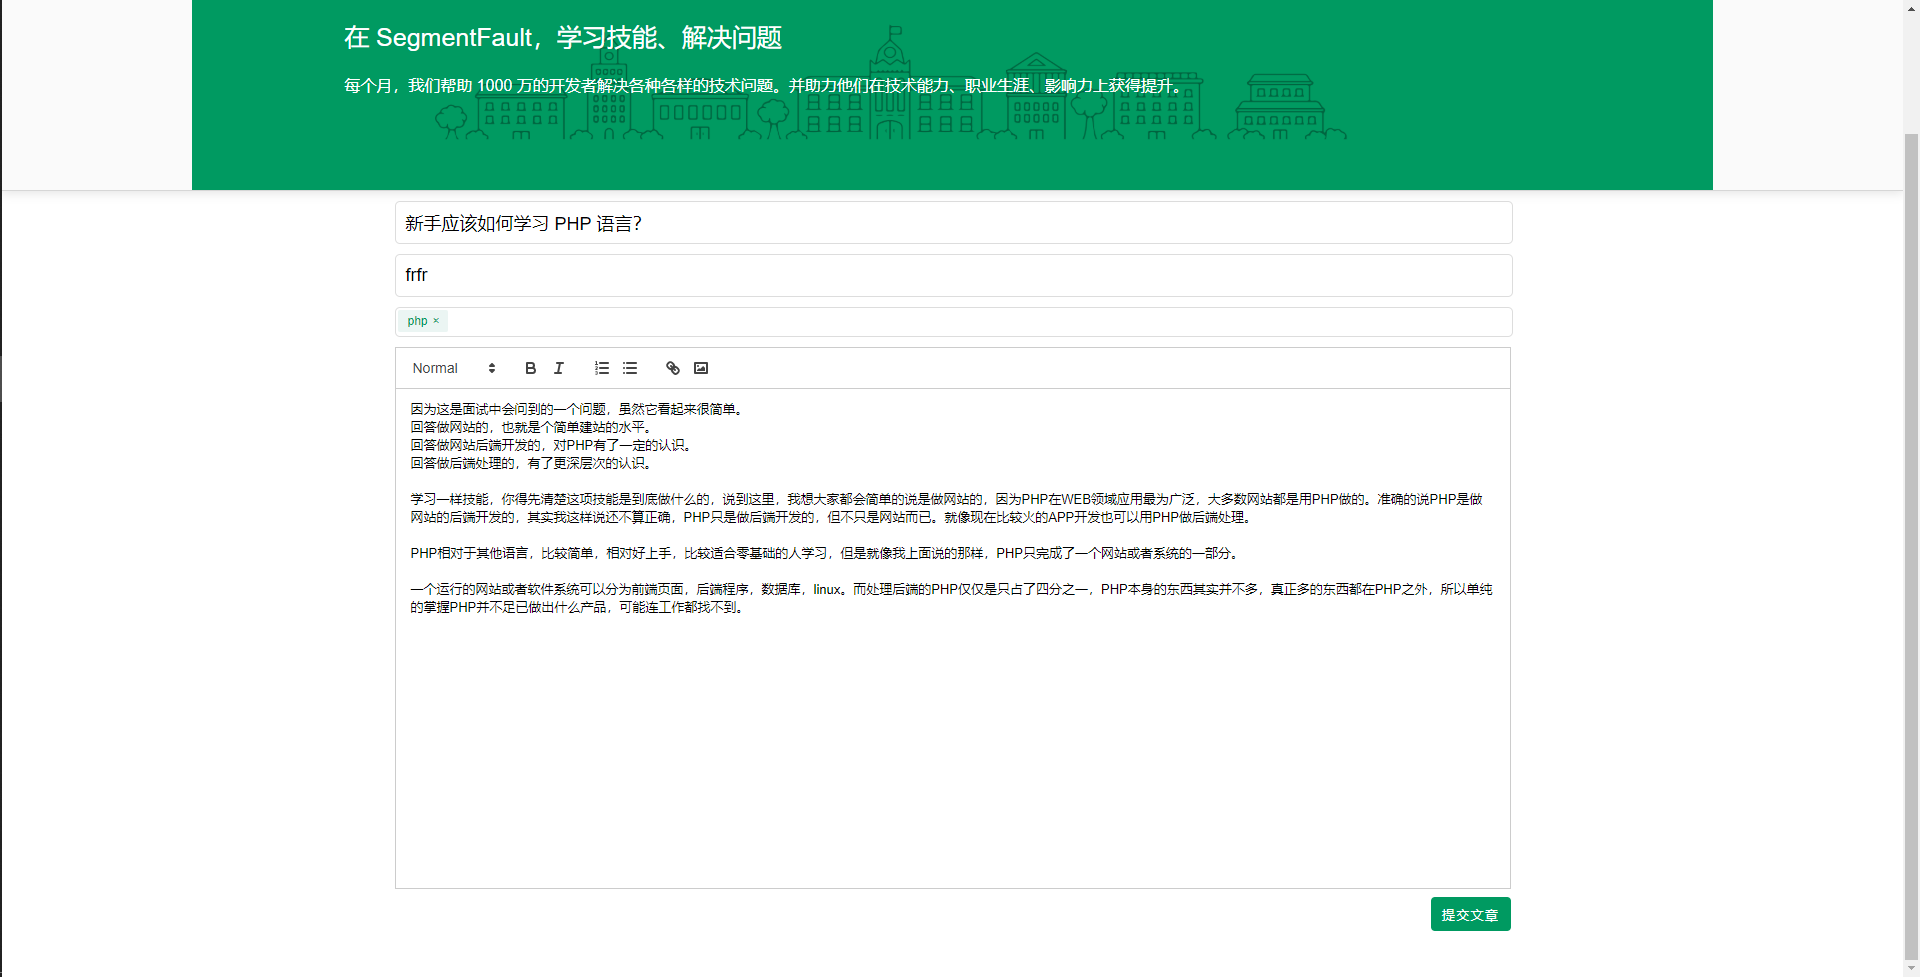 在 SegmentFault，学习技能、解决问题
每个月，我们帮助 1000 万的开发者解决各种各样的技术问题。并助力他们在技术能力、职业生涯、影响力上获得提升。
新手应该如何学习 PHP 语言？
frfr
php ×
Normal
因为这是面试中会问到的一个问题，虽然它看起来很简单。
回答做网站的，也就是个简单建站的水平。
回答做网站后端开发的，对PHP有了一定的认识。
回答做后端处理的，有了更深层次的认识。
学习一样技能，你得先清楚这项技能是到底做什么的，说到这里，我想大家都会简单的说是做网站的，因为PHP在WEB领域应用最为广泛，大多数网站都是用PHP做的。准确的说PHP是做
网站的后端开发的，其实我这样说还不算正确，PHP只是做后端开发的，但不只是网站而已。就像现在比较火的APP开发也可以用PHP做后端处理。
PHP相对于其他语言，比较简单，相对好上手，比较适合零基础的人学习，但是就像我上面说的那样，PHP只完成了一个网站或者系统的一部分。
一个运行的网站或者软件系统可以分为前端页面，后端程序，数据库，linux。而处理后端的PHP仅仅是只占了四分之一，PHP本身的东西其实并不多，真正多的东西都在PHP之外，所以单纯
的掌握PHP并不足已做出什么产品，可能连工作都找不到。
提交文章